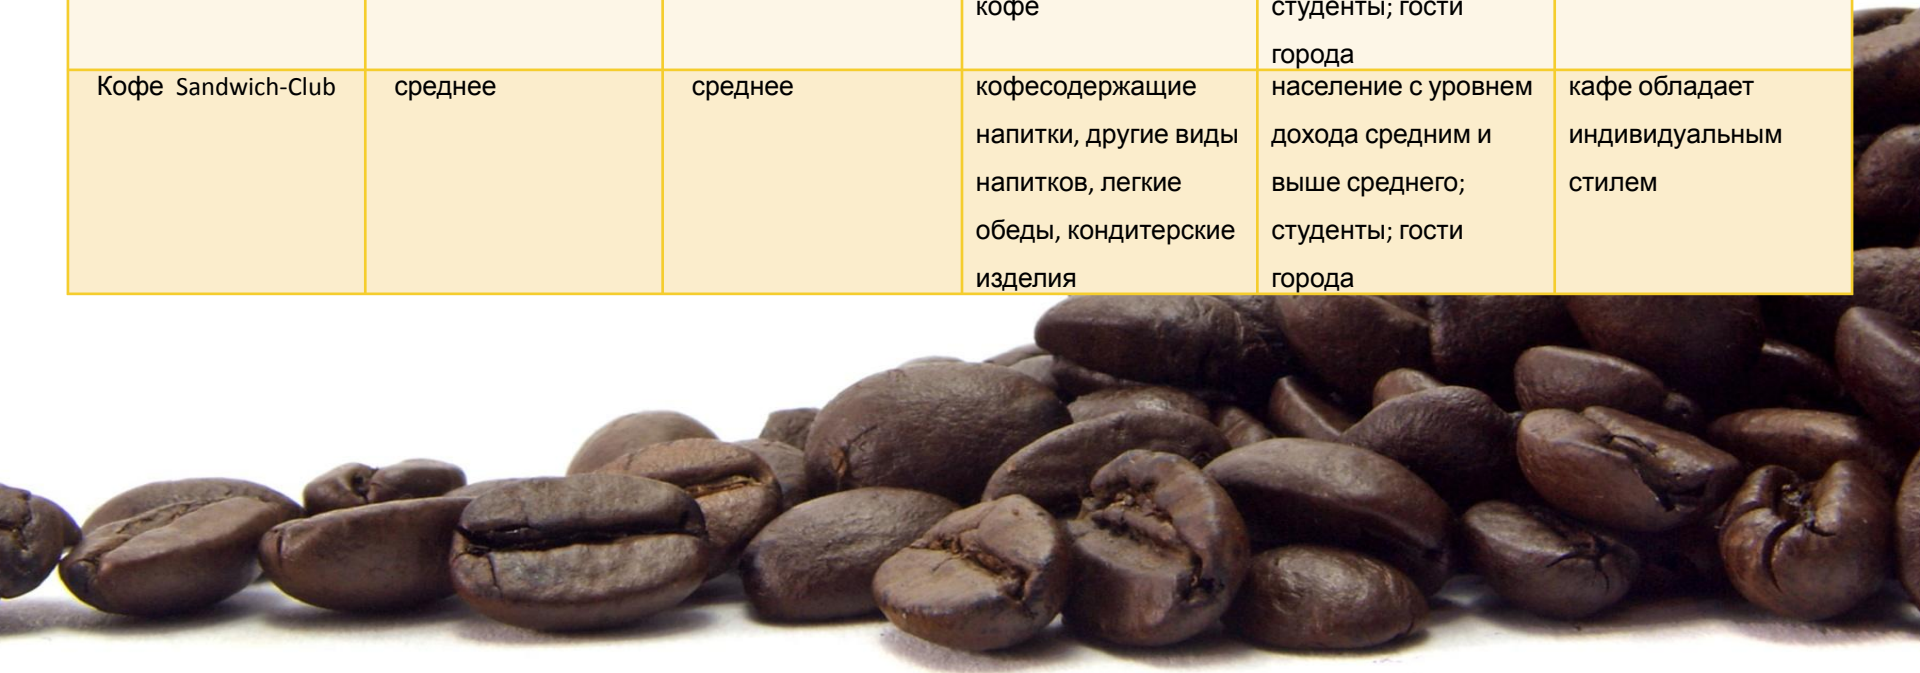 кофе
студенты; гости
города
Кофе Sandwich-Club
среднее
среднее
кофесодержащие
напитки, другие виды
напитков, легкие
обеды, кондитерские
изделия
население с уровнем
дохода средним и
выше среднего;
студенты; гости
города
кафе обладает
индивидуальным
стилем